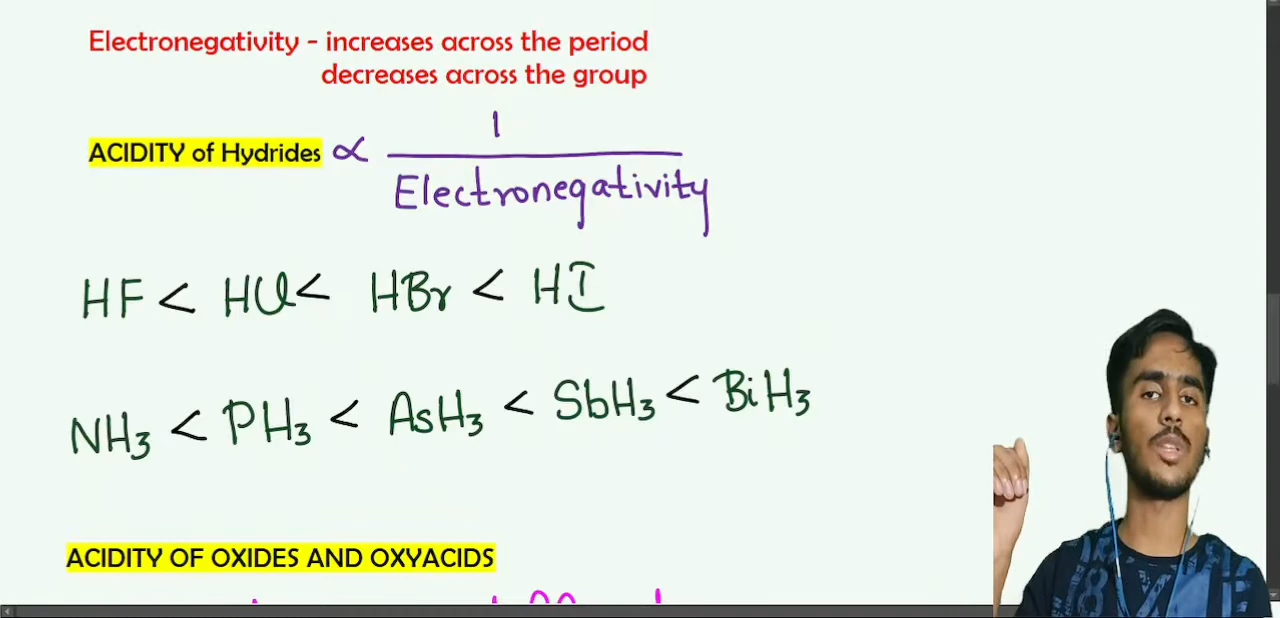 Electronegativity - increases across the period
decreases across the group
ACIDITY of Hydrides ∝ 1 / Electronegativity
HF < HCl < HBr < HI
NH₃ < PH₃ < AsH₃ < SbH₃ < BiH₃
ACIDITY OF OXIDES AND OXYACIDS